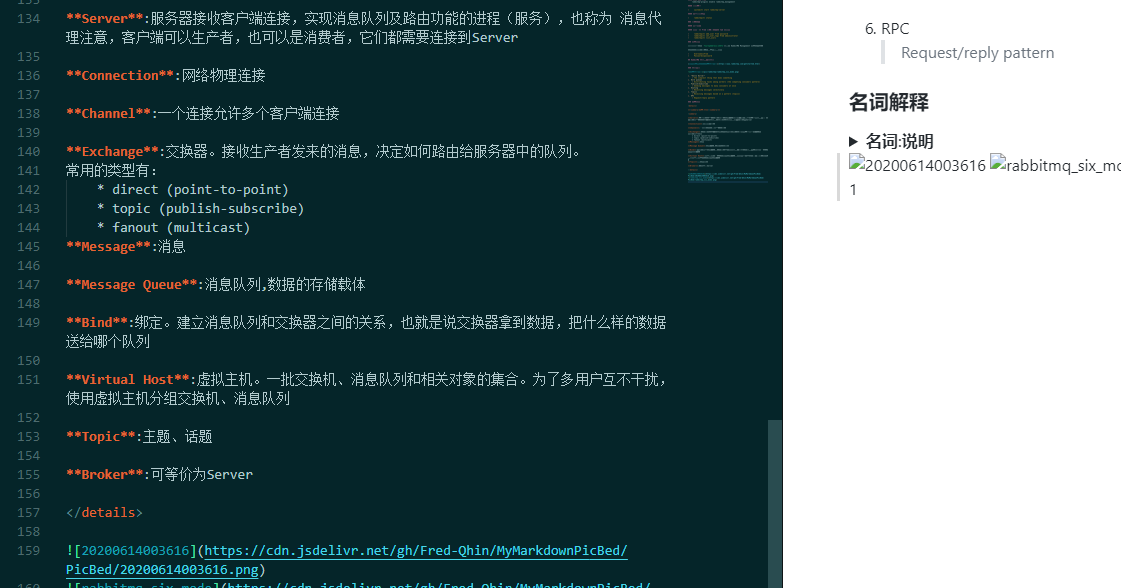 134 **Server**:服务器接收客户端连接，实现消息队列及路由功能的进程（服务），也称为 消息代
理注意，客户端可以生产者，也可以是消费者，它们都需要连接到Server
135
136 **Connection**:网络物理连接
137
138 **Channel**:一个连接允许多个客户端连接
139
140 **Exchange**:交换器。接收生产者发来的消息，决定如何路由给服务器中的队列。
141 常用的类型有:
142 * direct (point-to-point)
143 * topic (publish-subscribe)
144 * fanout (multicast)
145 **Message**:消息
146
147 **Message Queue**:消息队列,数据的存储载体
148
149 **Bind**:绑定。建立消息队列和交换器之间的关系，也就是说交换器拿到数据，把什么样的数据
送给哪个队列
150
151 **Virtual Host**:虚拟主机。一批交换机、消息队列和相关对象的集合。为了多用户互不干扰，
使用虚拟主机分组交换机、消息队列
152
153 **Topic**:主题、话题
154
155 **Broker**:可等价为Server
156
157 </details>
158
159 ![20200614003616](https://cdn.jsdelivr.net/gh/Fred-Qhin/MyMarkdownPicBed/
PicBed/20200614003616.png)
6. RPC
Request/reply pattern
名词解释
▶ 名词:说明
20200614003616 rabbitmq_six_mo
1